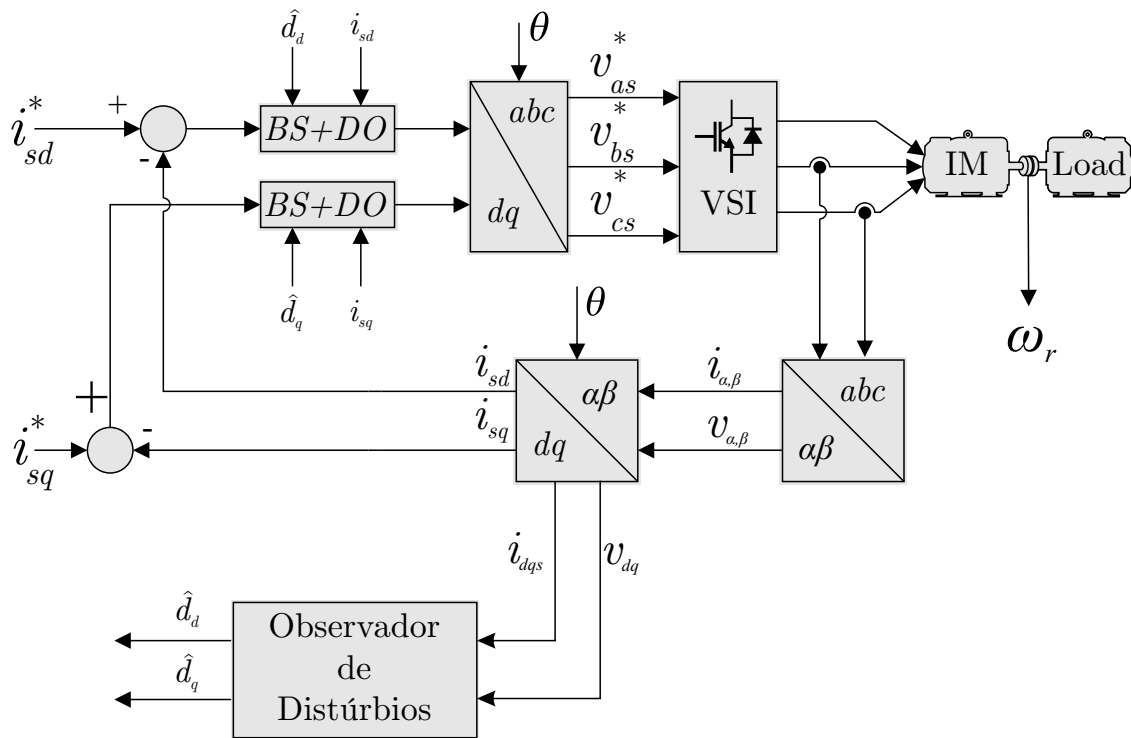 d̂_d
i_sd
θ
i*_sd
+
-
BS+DO
abc
dq
v*_as
v*_bs
v*_cs
VSI
IM
Load
BS+DO
d̂_q
i_sq
θ
ω_r
i_sd
i_sq
αβ
dq
i_α,β
v_α,β
abc
αβ
+
-
i*_sq
i_dqs
v_dq
d̂_d
d̂_q
Observador
de
Distúrbios